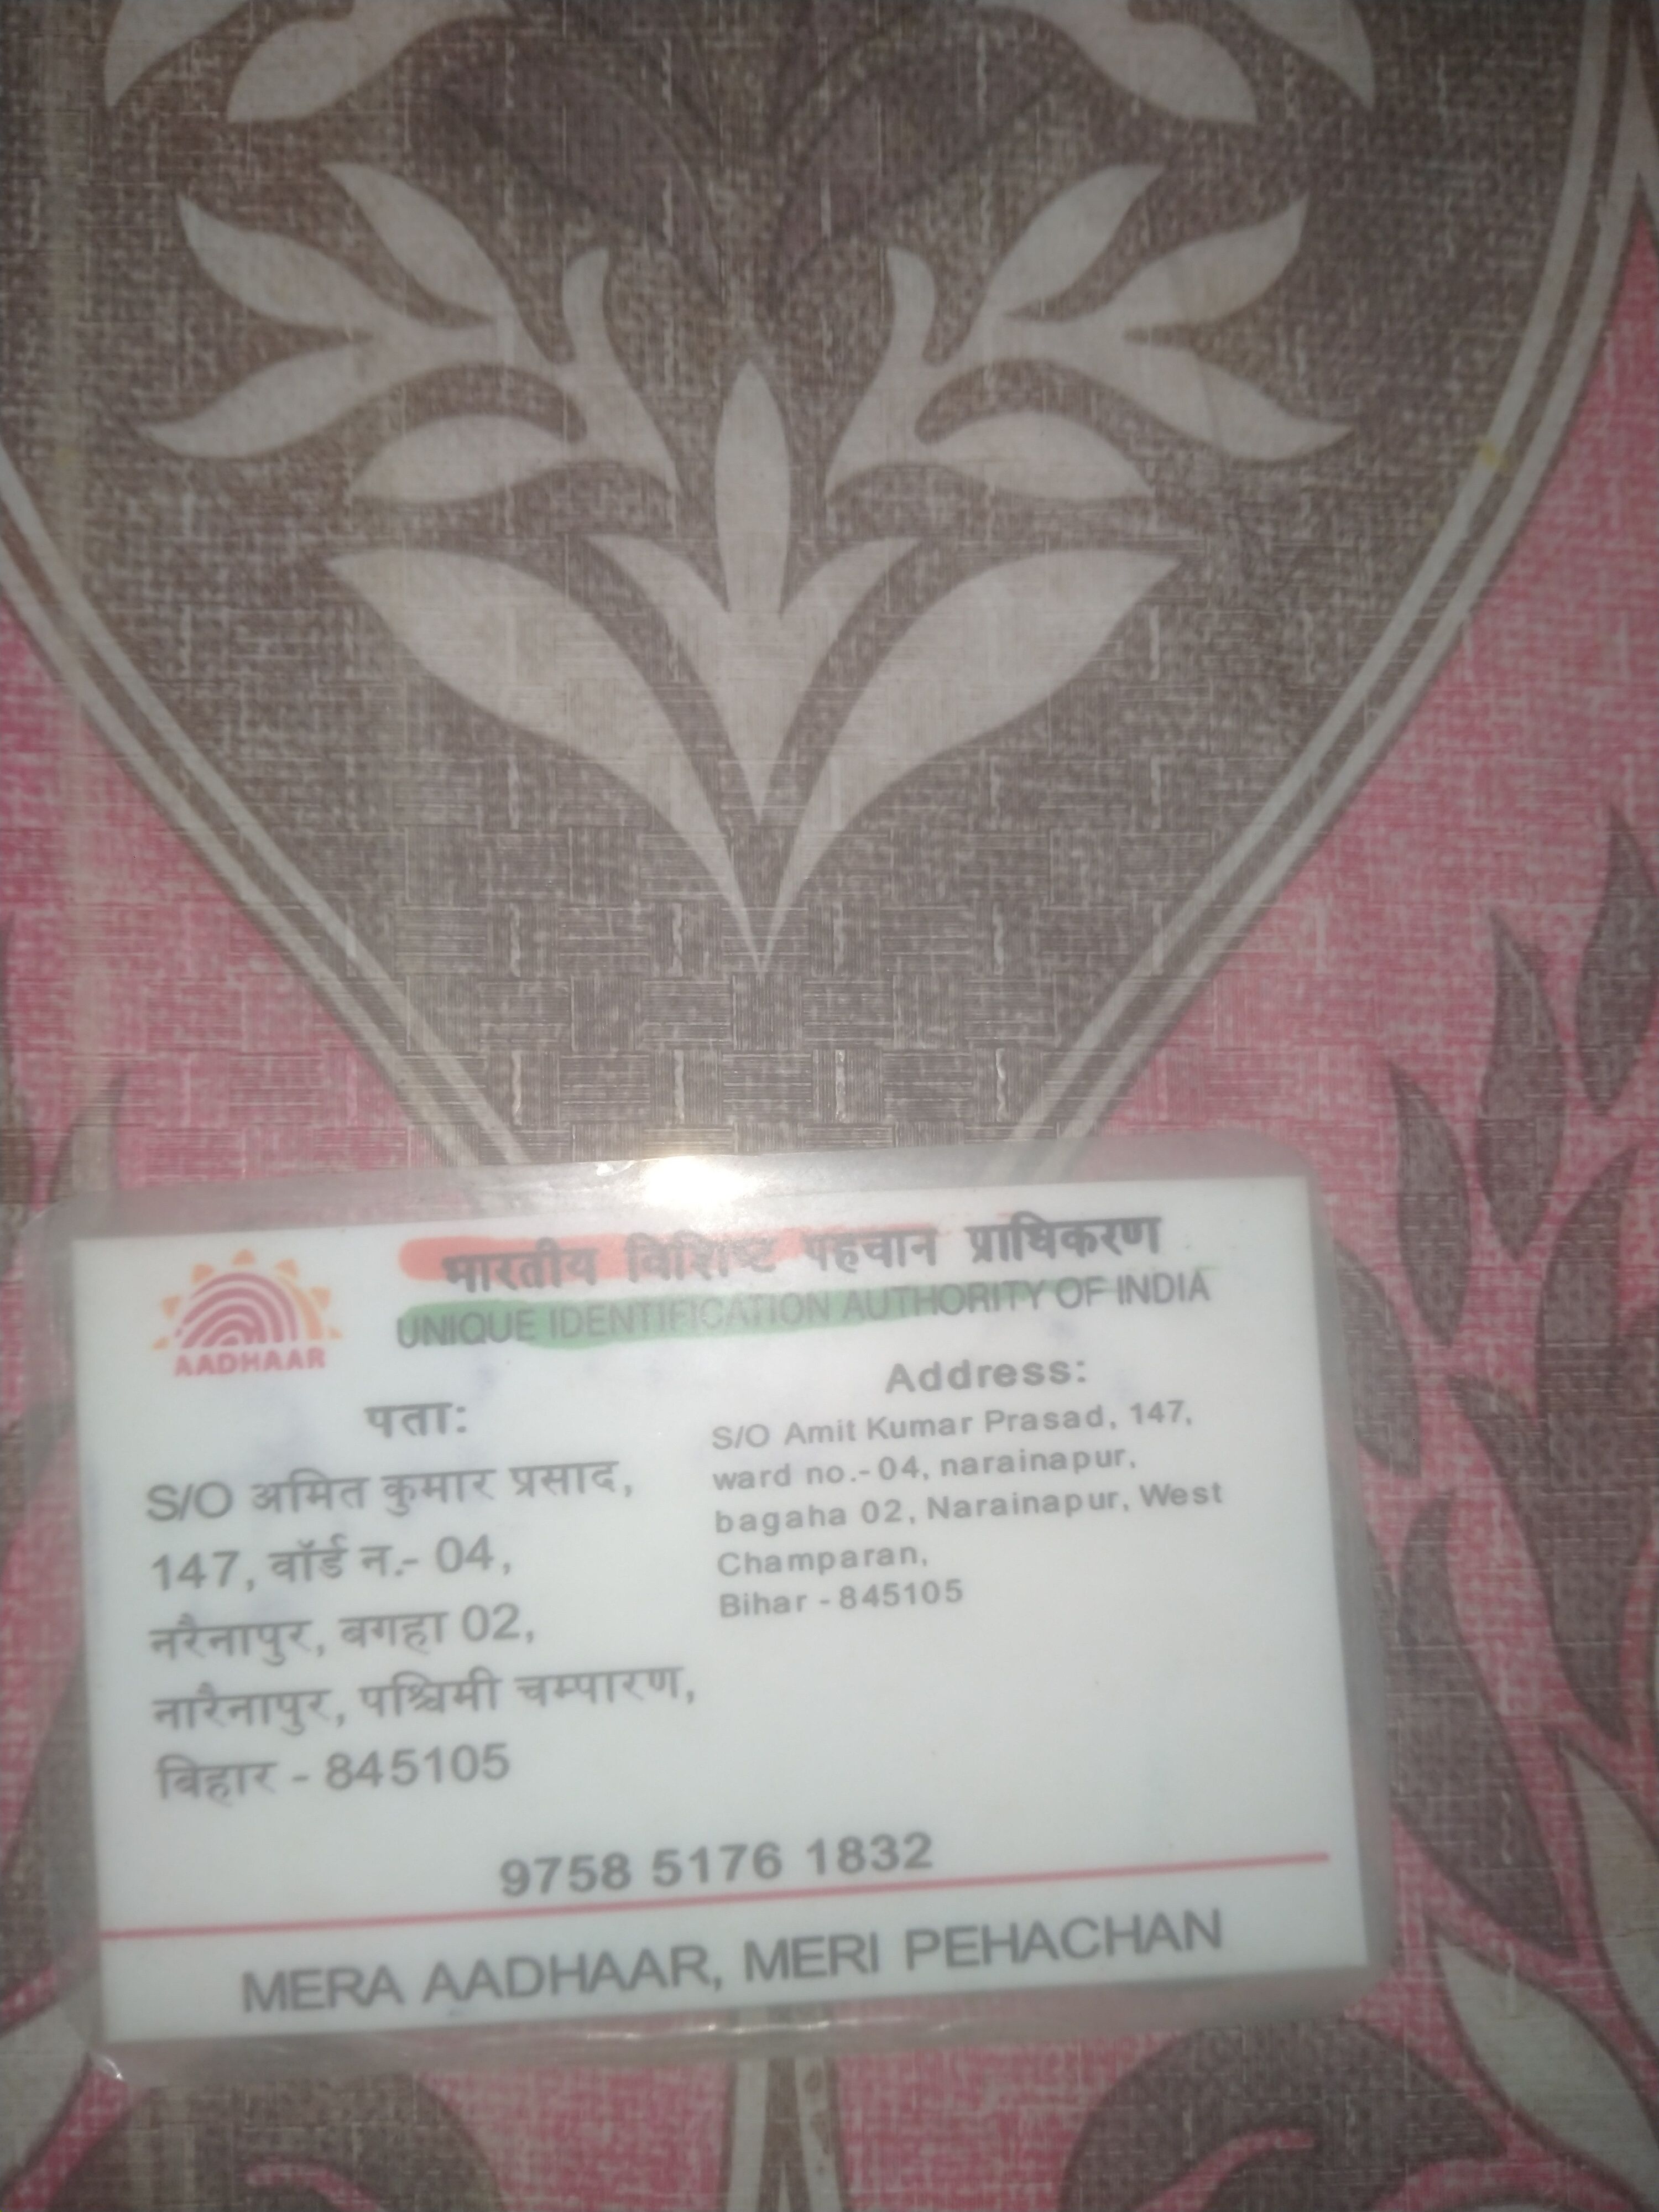 भारतीय विशिष्ट पहचान प्राधिकरण
UNIQUE IDENTIFICATION AUTHORITY OF INDIA
AADHAAR
पता:
S/O अमित कुमार प्रसाद,
147, वॉर्ड न.- 04,
नरैनापुर, बगहा 02,
नारैनापुर, पश्चिमी चम्पारण,
बिहार - 845105
Address:
S/O Amit Kumar Prasad, 147,
ward no.- 04, narainapur,
bagaha 02, Narainapur, West
Champaran,
Bihar - 845105
9758 5176 1832
MERA AADHAAR, MERI PEHACHAN